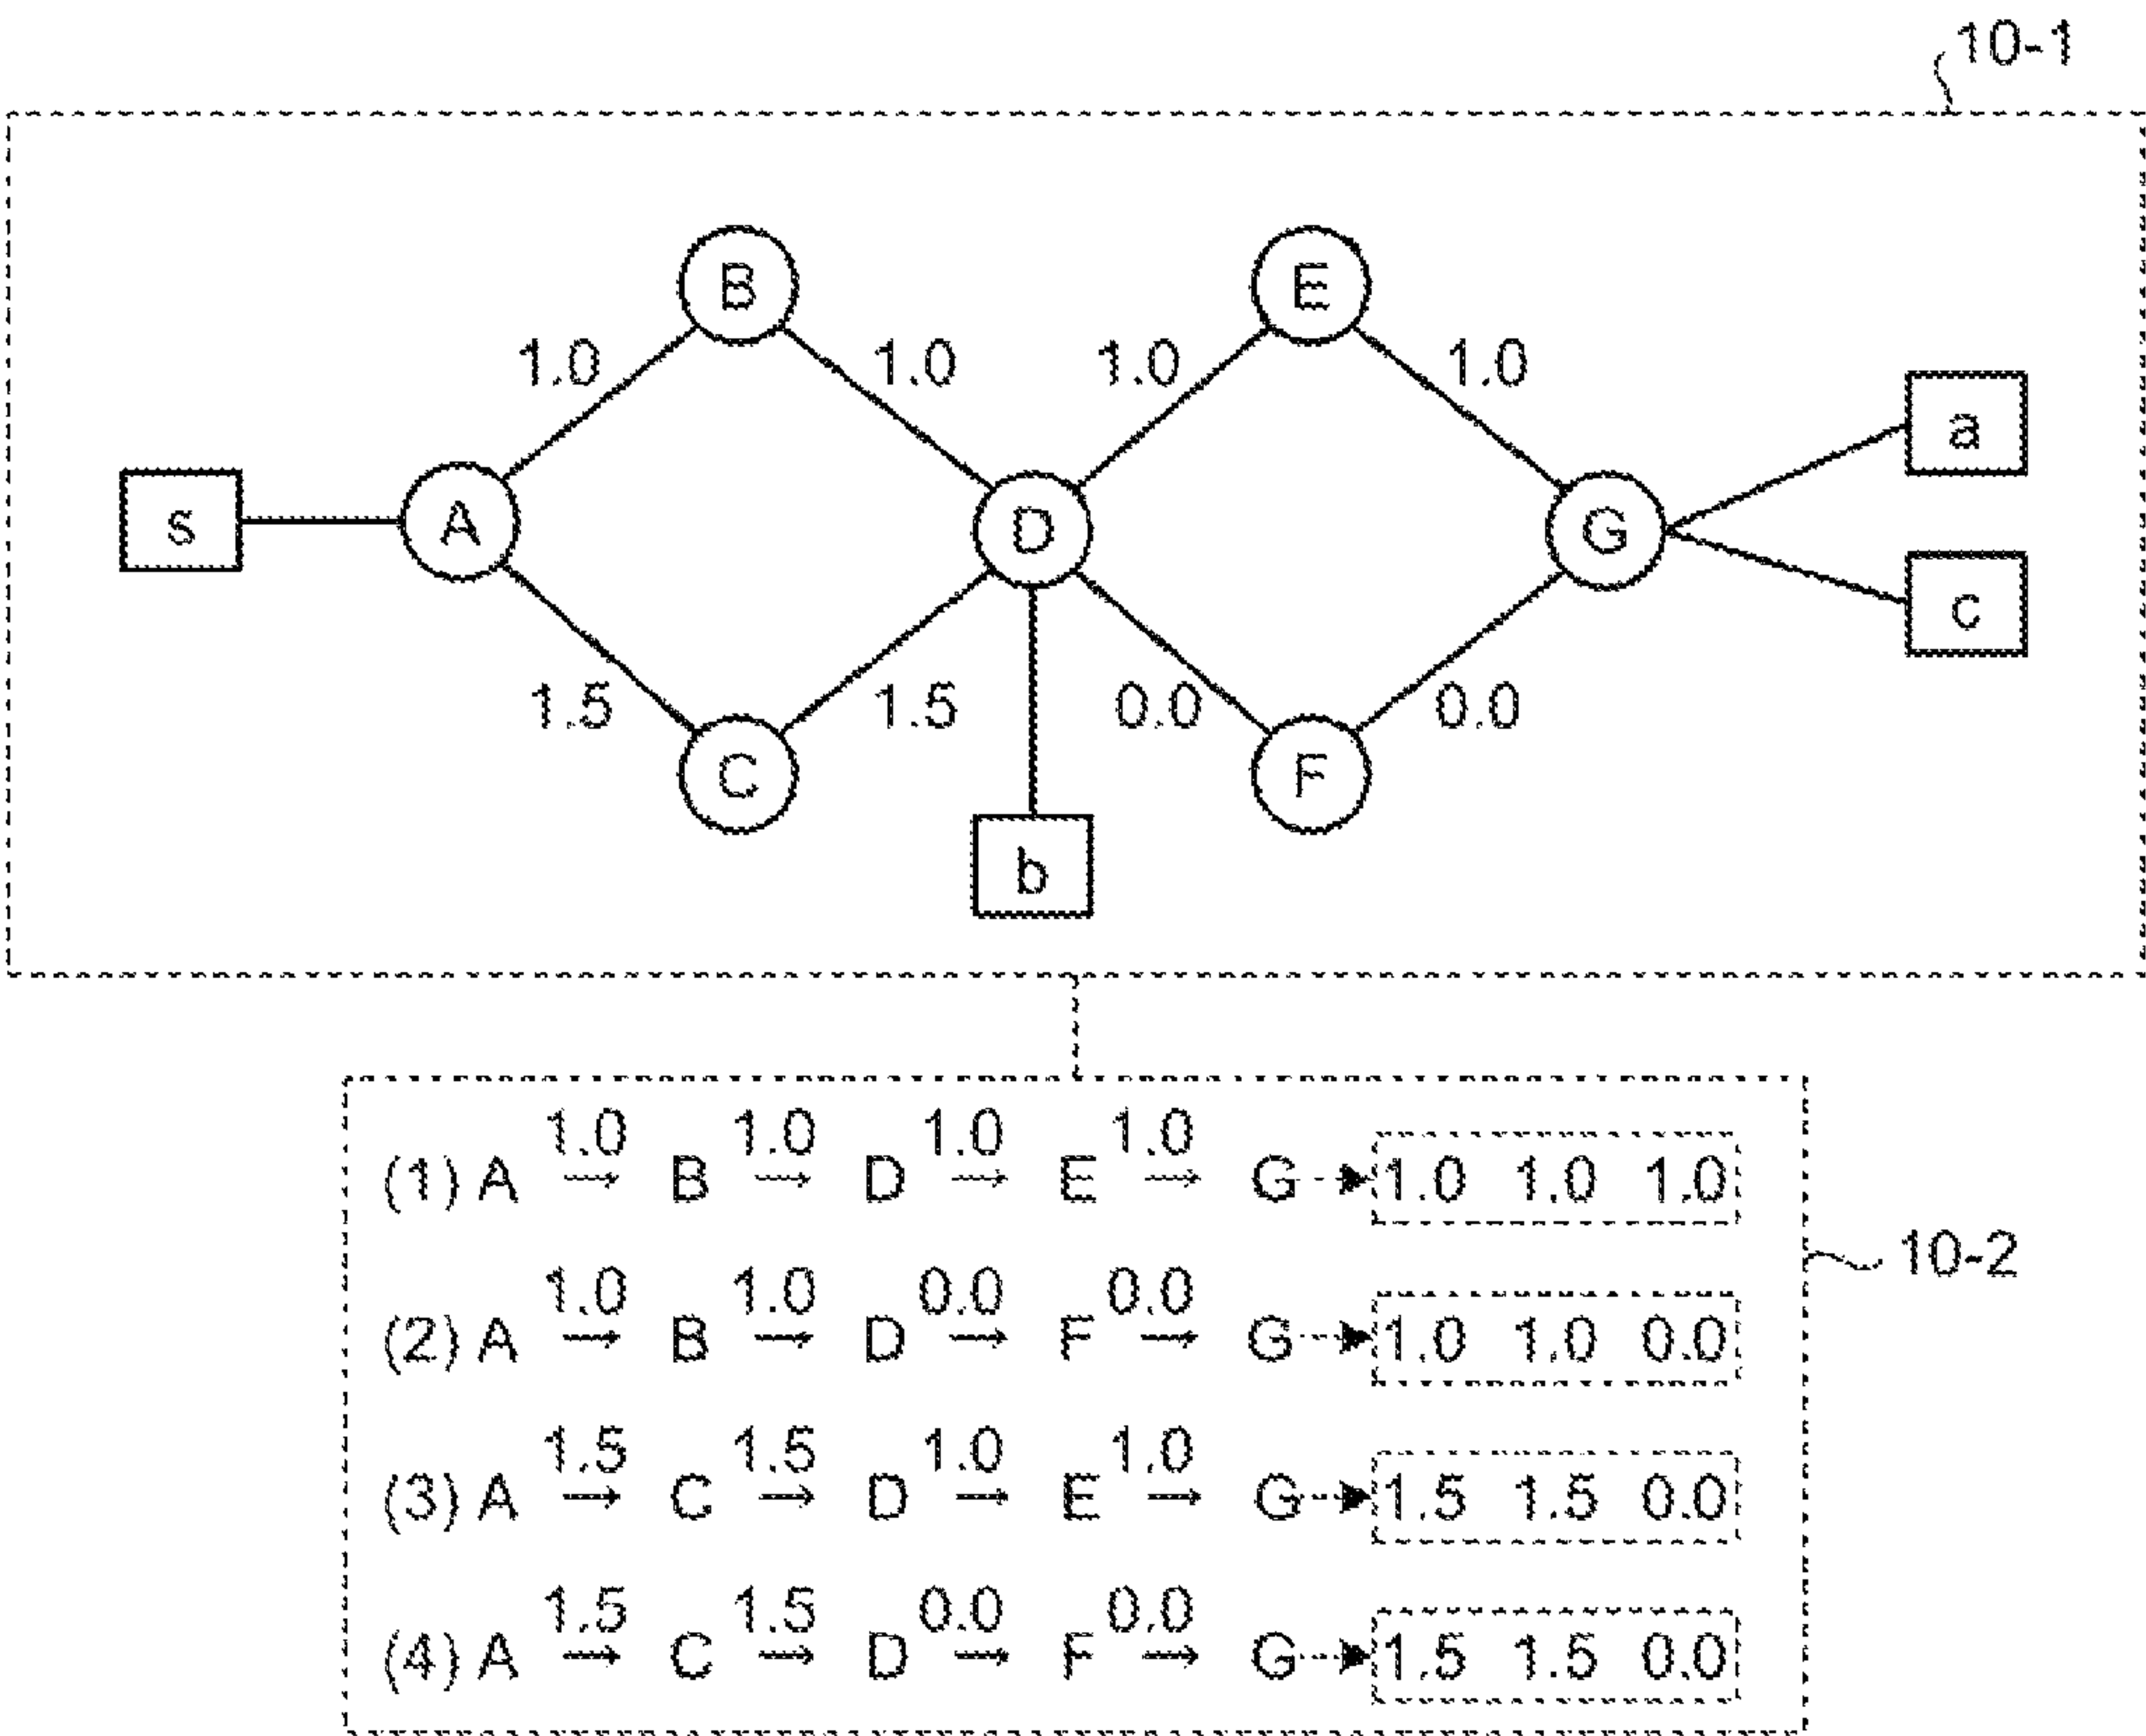 10-1
B
E
1.0
1.0
1.0
1.0
a
s
A
D
G
c
1.5
1.5
0.0
0.0
C
F
b
1.0 1.0 1.0 1.0
(1) A → B → D → E → G 1.0 1.0 1.0
10-2
1.0 1.0 0.0 0.0
(2) A → B → D → F → G 1.0 1.0 0.0
1.5 1.5 1.0 1.0
(3) A → C → D → E → G 1.5 1.5 0.0
1.5 1.5 0.0 0.0
(4) A → C → D → F → G 1.5 1.5 0.0